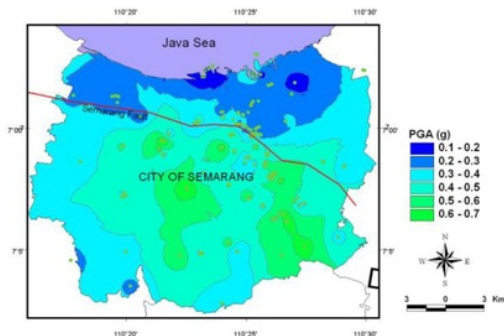 110°20' 110°25' 110°30'
Java Sea
Semarang Fault
7°00' 7°00'
CITY OF SEMARANG
7°5' 7°5'
110°20' 110°25' 110°30'
PGA (g)
0.1 - 0.2
0.2 - 0.3
0.3 - 0.4
0.4 - 0.5
0.5 - 0.6
0.6 - 0.7
N
W E
S
3 0 3 Km